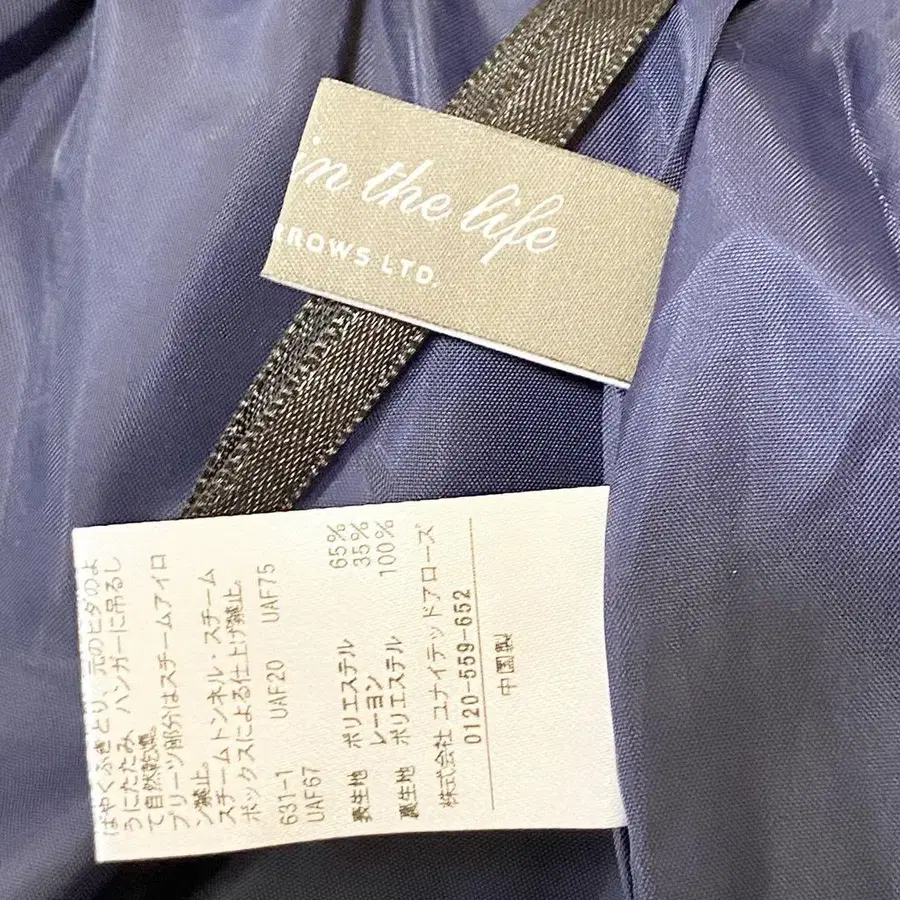 in the life
RROWS LTD.
ばやくふきとり、元のヒダのよ
うにたたみ、ハンガーに吊るし
て自然乾燥。
プリーツ部分はスチームアイロ
ン禁止。
スチームトンネル・スチーム
ボックスによる仕上げ禁止。
631-1 UAF20 UAF75
UAF67
表生地 ポリエステル 65%
レーヨン 35%
裏生地 ポリエステル 100%
株式会社 ユナイテッドアローズ
0120-559-652
中国製